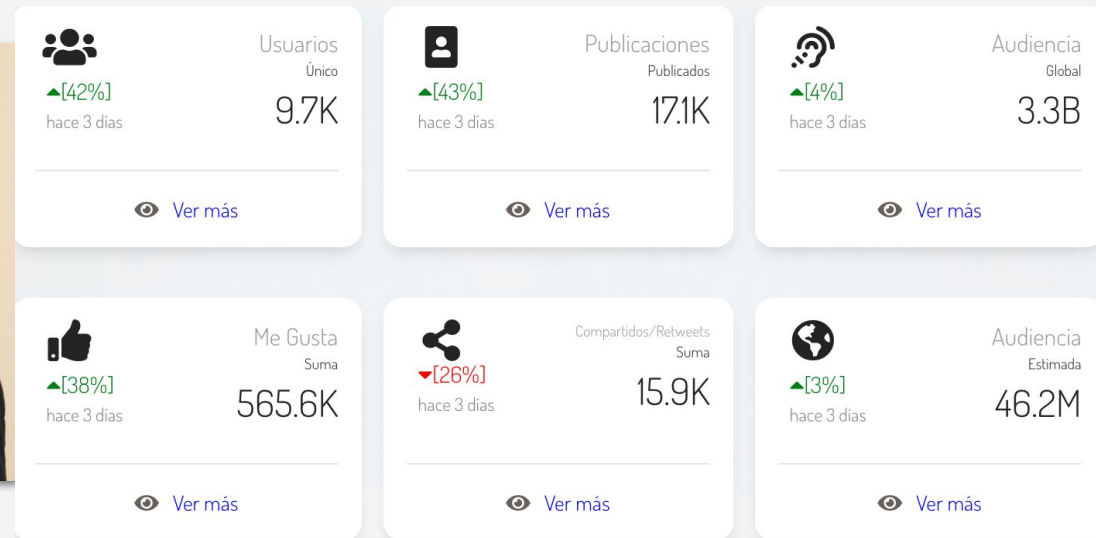 Usuarios
Único
[42%]
hace 3 días
9.7K
Ver más
Publicaciones
Publicados
[43%]
hace 3 días
17.1K
Ver más
Audiencia
Global
[4%]
hace 3 días
3.3B
Ver más
Me Gusta
Suma
[38%]
hace 3 días
565.6K
Ver más
Compartidos/Retweets
Suma
[26%]
hace 3 días
15.9K
Ver más
Audiencia
Estimada
[3%]
hace 3 días
46.2M
Ver más